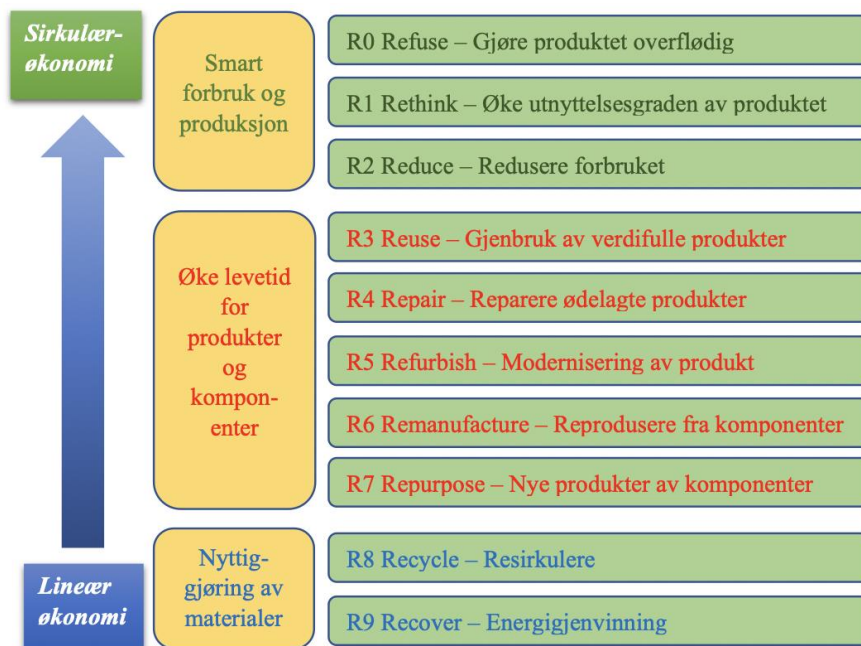 Sirkulær-
økonomi
Smart
forbruk og
produksjon
R0 Refuse – Gjøre produktet overflødig
R1 Rethink – Øke utnyttelsesgraden av produktet
R2 Reduce – Redusere forbruket
Øke levetid
for
produkter
og
kompon-
enter
R3 Reuse – Gjenbruk av verdifulle produkter
R4 Repair – Reparere ødelagte produkter
R5 Refurbish – Modernisering av produkt
R6 Remanufacture – Reprodusere fra komponenter
R7 Repurpose – Nye produkter av komponenter
Lineær
økonomi
Nyttig-
gjøring av
materialer
R8 Recycle – Resirkulere
R9 Recover – Energigjenvinning